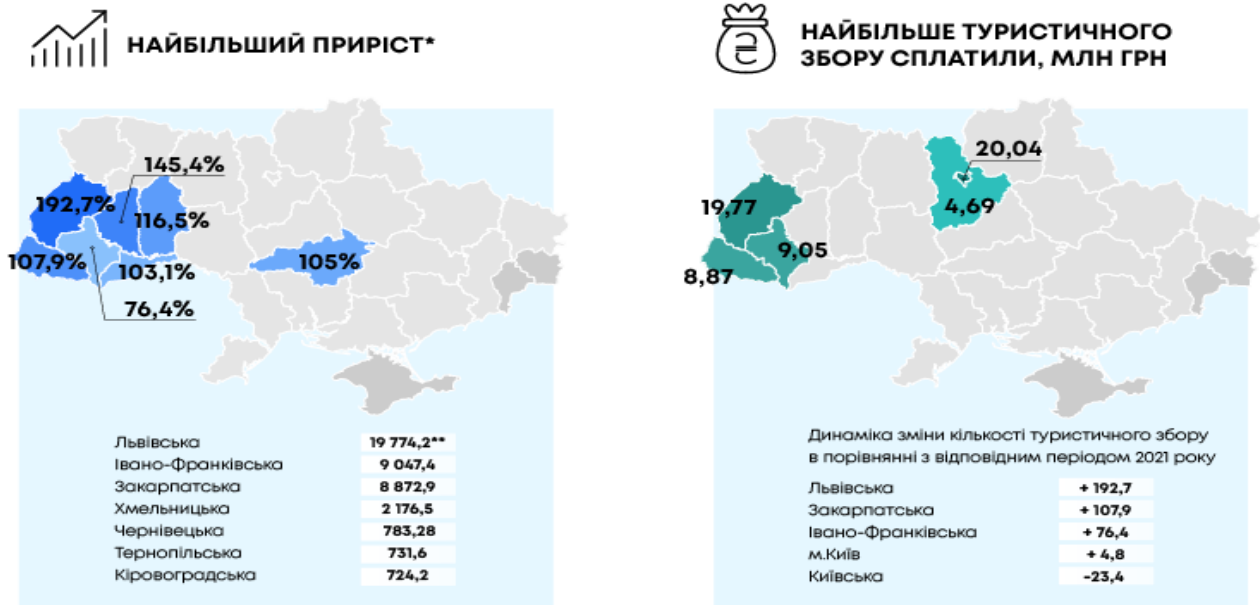 НАЙБІЛЬШИЙ ПРИРІСТ*
145,4%
192,7%
116,5%
107,9%
103,1%
105%
76,4%
Львівська 19 774,2**
Івано-Франківська 9 047,4
Закарпатська 8 872,9
Хмельницька 2 176,5
Чернівецька 783,28
Тернопільська 731,6
Кіровоградська 724,2
НАЙБІЛЬШЕ ТУРИСТИЧНОГО
ЗБОРУ СПЛАТИЛИ, МЛН ГРН
20,04
19,77
4,69
9,05
8,87
Динаміка зміни кількості туристичного збору
в порівнянні з відповідним періодом 2021 року
Львівська + 192,7
Закарпатська + 107,9
Івано-Франківська + 76,4
м.Київ + 4,8
Київська -23,4